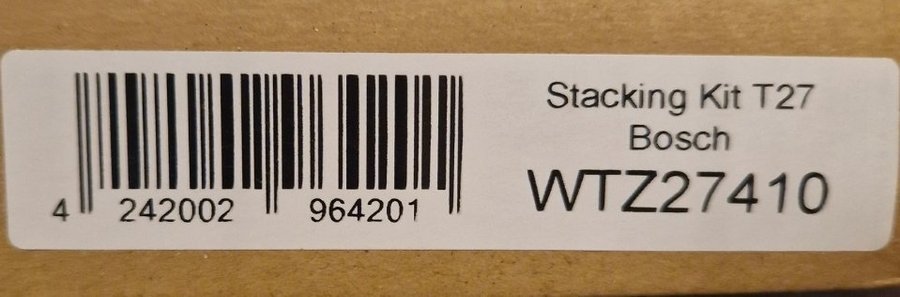 Stacking Kit T27
Bosch
WTZ27410
4 242002 964201